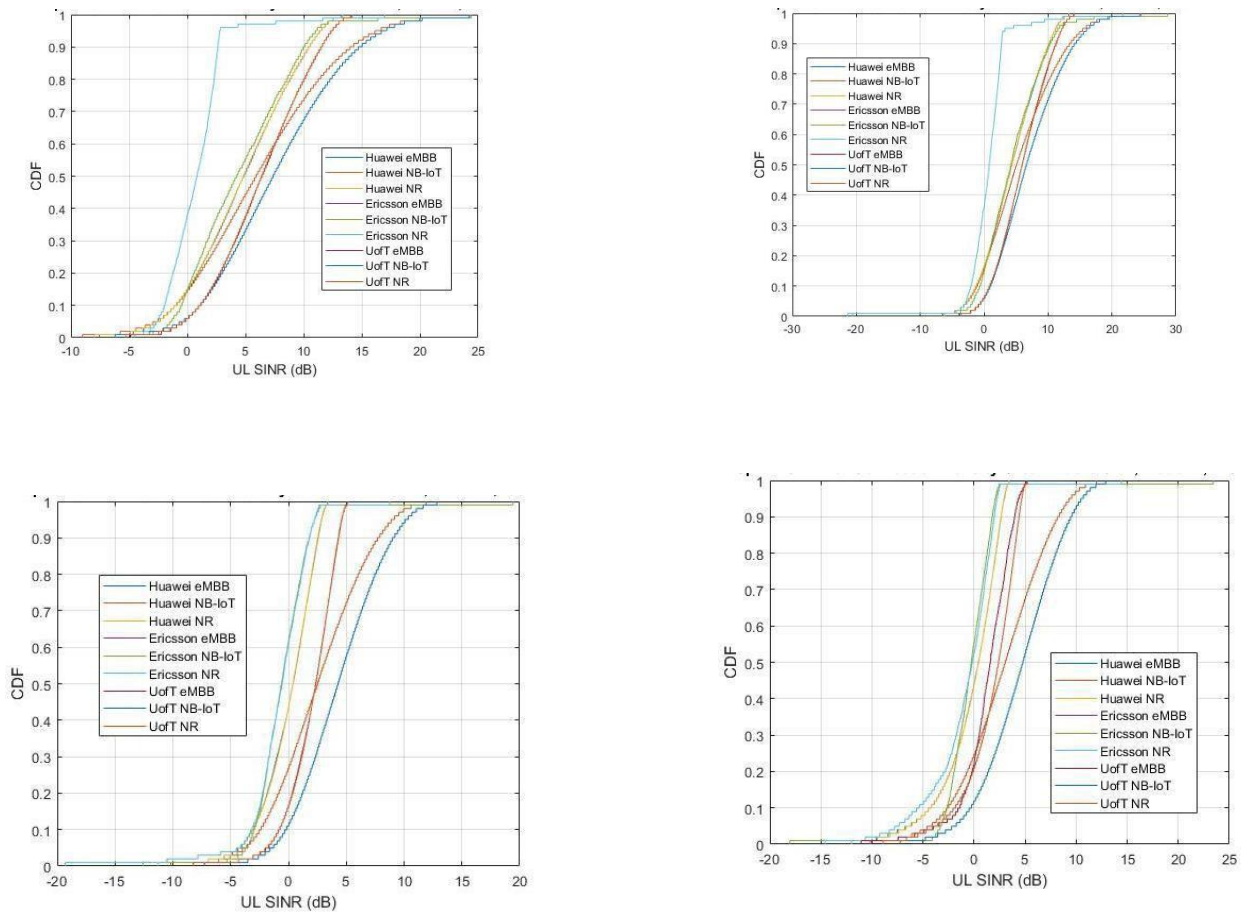 1
0.9
0.8
0.7
0.6
0.5
0.4
0.3
0.2
0.1
0
CDF
-10 -5 0 5 10 15 20 25
UL SINR (dB)
Huawei eMBB
Huawei NB-IoT
Huawei NR
Ericsson eMBB
Ericsson NB-IoT
Ericsson NR
UofT eMBB
UofT NB-IoT
UofT NR
1
0.9
0.8
0.7
0.6
0.5
0.4
0.3
0.2
0.1
0
CDF
Huawei eMBB
Huawei NB-IoT
Huawei NR
Ericsson eMBB
Ericsson NB-IoT
Ericsson NR
UofT eMBB
UofT NB-IoT
UofT NR
-30 -20 -10 0 10 20 30
UL SINR (dB)
1
0.9
0.8
0.7
0.6
0.5
0.4
0.3
0.2
0.1
0
CDF
Huawei eMBB
Huawei NB-IoT
Huawei NR
Ericsson eMBB
Ericsson NB-IoT
Ericsson NR
UofT eMBB
UofT NB-IoT
UofT NR
-20 -15 -10 -5 0 5 10 15 20
UL SINR (dB)
1
0.9
0.8
0.7
0.6
0.5
0.4
0.3
0.2
0.1
0
CDF
Huawei eMBB
Huawei NB-IoT
Huawei NR
Ericsson eMBB
Ericsson NB-IoT
Ericsson NR
UofT eMBB
UofT NB-IoT
UofT NR
-20 -15 -10 -5 0 5 10 15 20 25
UL SINR (dB)